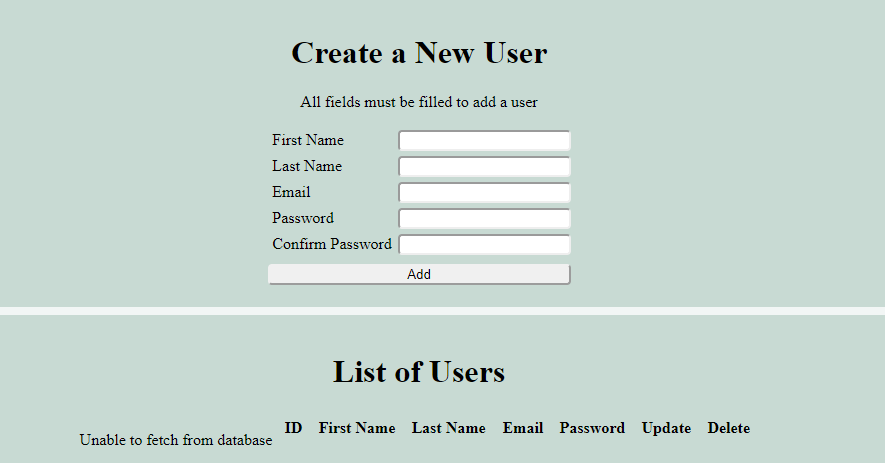 Create a New User
All fields must be filled to add a user
First Name
Last Name
Email
Password
Confirm Password
Add
List of Users
ID First Name Last Name Email Password Update Delete
Unable to fetch from database